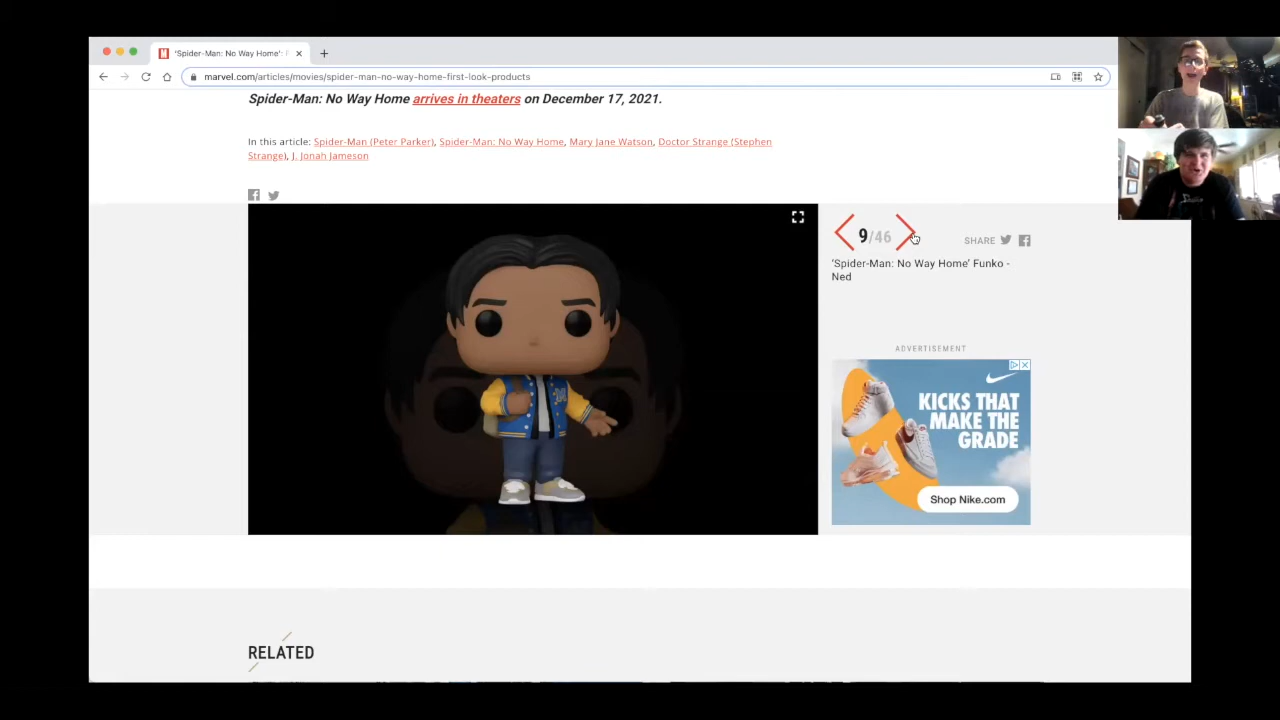 'Spider-Man: No Way Home': F
marvel.com/articles/movies/spider-man-no-way-home-first-look-products
Spider-Man: No Way Home arrives in theaters on December 17, 2021.
In this article: Spider-Man (Peter Parker), Spider-Man: No Way Home, Mary Jane Watson, Doctor Strange (Stephen
Strange), J. Jonah Jameson
9/46
SHARE
'Spider-Man: No Way Home' Funko -
Ned
ADVERTISEMENT
KICKS THAT
MAKE THE
GRADE
Shop Nike.com
RELATED